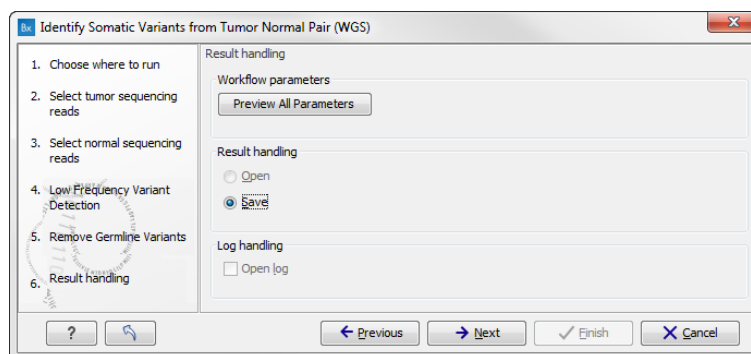 Bx Identify Somatic Variants from Tumor Normal Pair (WGS)
1. Choose where to run
2. Select tumor sequencing
reads
3. Select normal sequencing
reads
4. Low Frequency Variant
Detection
5. Remove Germline Variants
6. Result handling
Result handling
Workflow parameters
Preview All Parameters
Result handling
Open
Save
Log handling
Open log
? Previous Next Finish Cancel